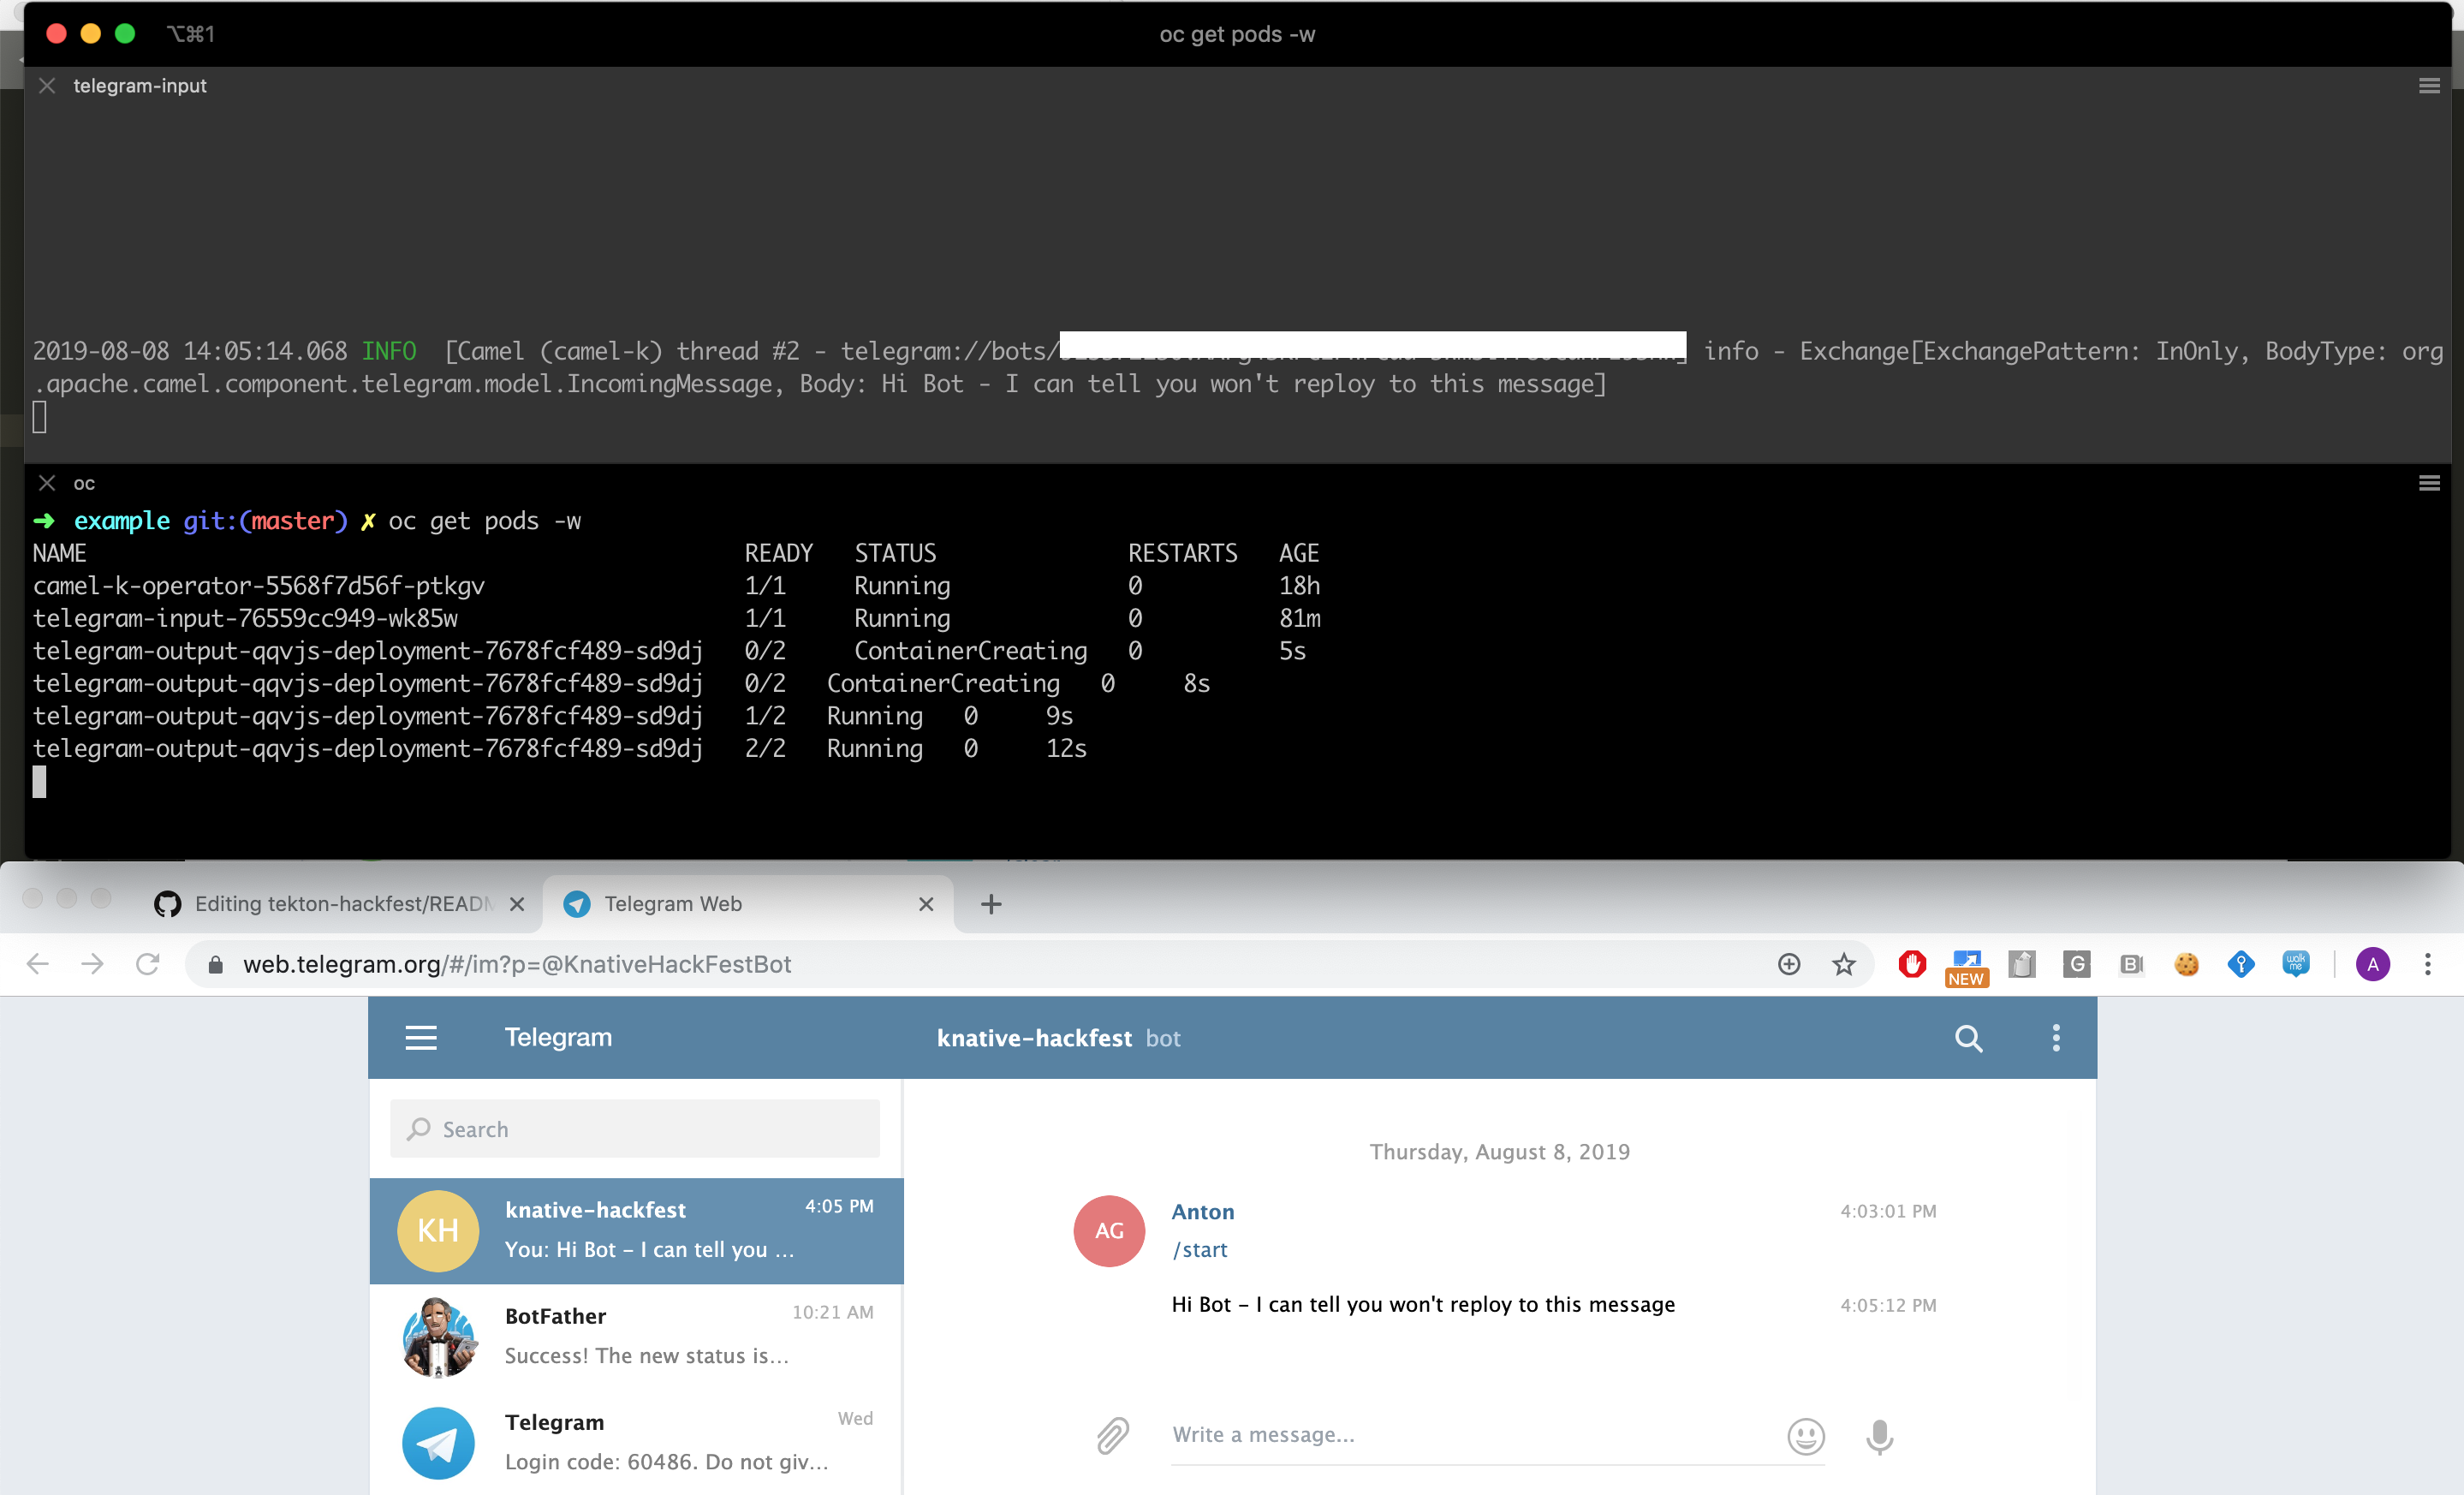 ⌥⌘1
oc get pods -w
telegram-input
2019-08-08 14:05:14.068 INFO [Camel (camel-k) thread #2 - telegram://bots/ ] info - Exchange[ExchangePattern: InOnly, BodyType: org
.apache.camel.component.telegram.model.IncomingMessage, Body: Hi Bot - I can tell you won't reploy to this message]
oc
➜ example git:(master) ✗ oc get pods -w
NAME READY STATUS RESTARTS AGE
camel-k-operator-5568f7d56f-ptkgv 1/1 Running 0 18h
telegram-input-76559cc949-wk85w 1/1 Running 0 81m
telegram-output-qqvjs-deployment-7678fcf489-sd9dj 0/2 ContainerCreating 0 5s
telegram-output-qqvjs-deployment-7678fcf489-sd9dj 0/2 ContainerCreating 0 8s
telegram-output-qqvjs-deployment-7678fcf489-sd9dj 1/2 Running 0 9s
telegram-output-qqvjs-deployment-7678fcf489-sd9dj 2/2 Running 0 12s
Editing tekton-hackfest/READM
Telegram Web
web.telegram.org/#/im?p=@KnativeHackFestBot
NEW
G
B
walk me
A
Telegram
knative-hackfest bot
Search
KH
knative-hackfest 4:05 PM
You: Hi Bot – I can tell you ...
BotFather 10:21 AM
Success! The new status is...
Telegram Wed
Login code: 60486. Do not giv...
Thursday, August 8, 2019
AG
Anton 4:03:01 PM
/start
Hi Bot – I can tell you won't reploy to this message 4:05:12 PM
Write a message...